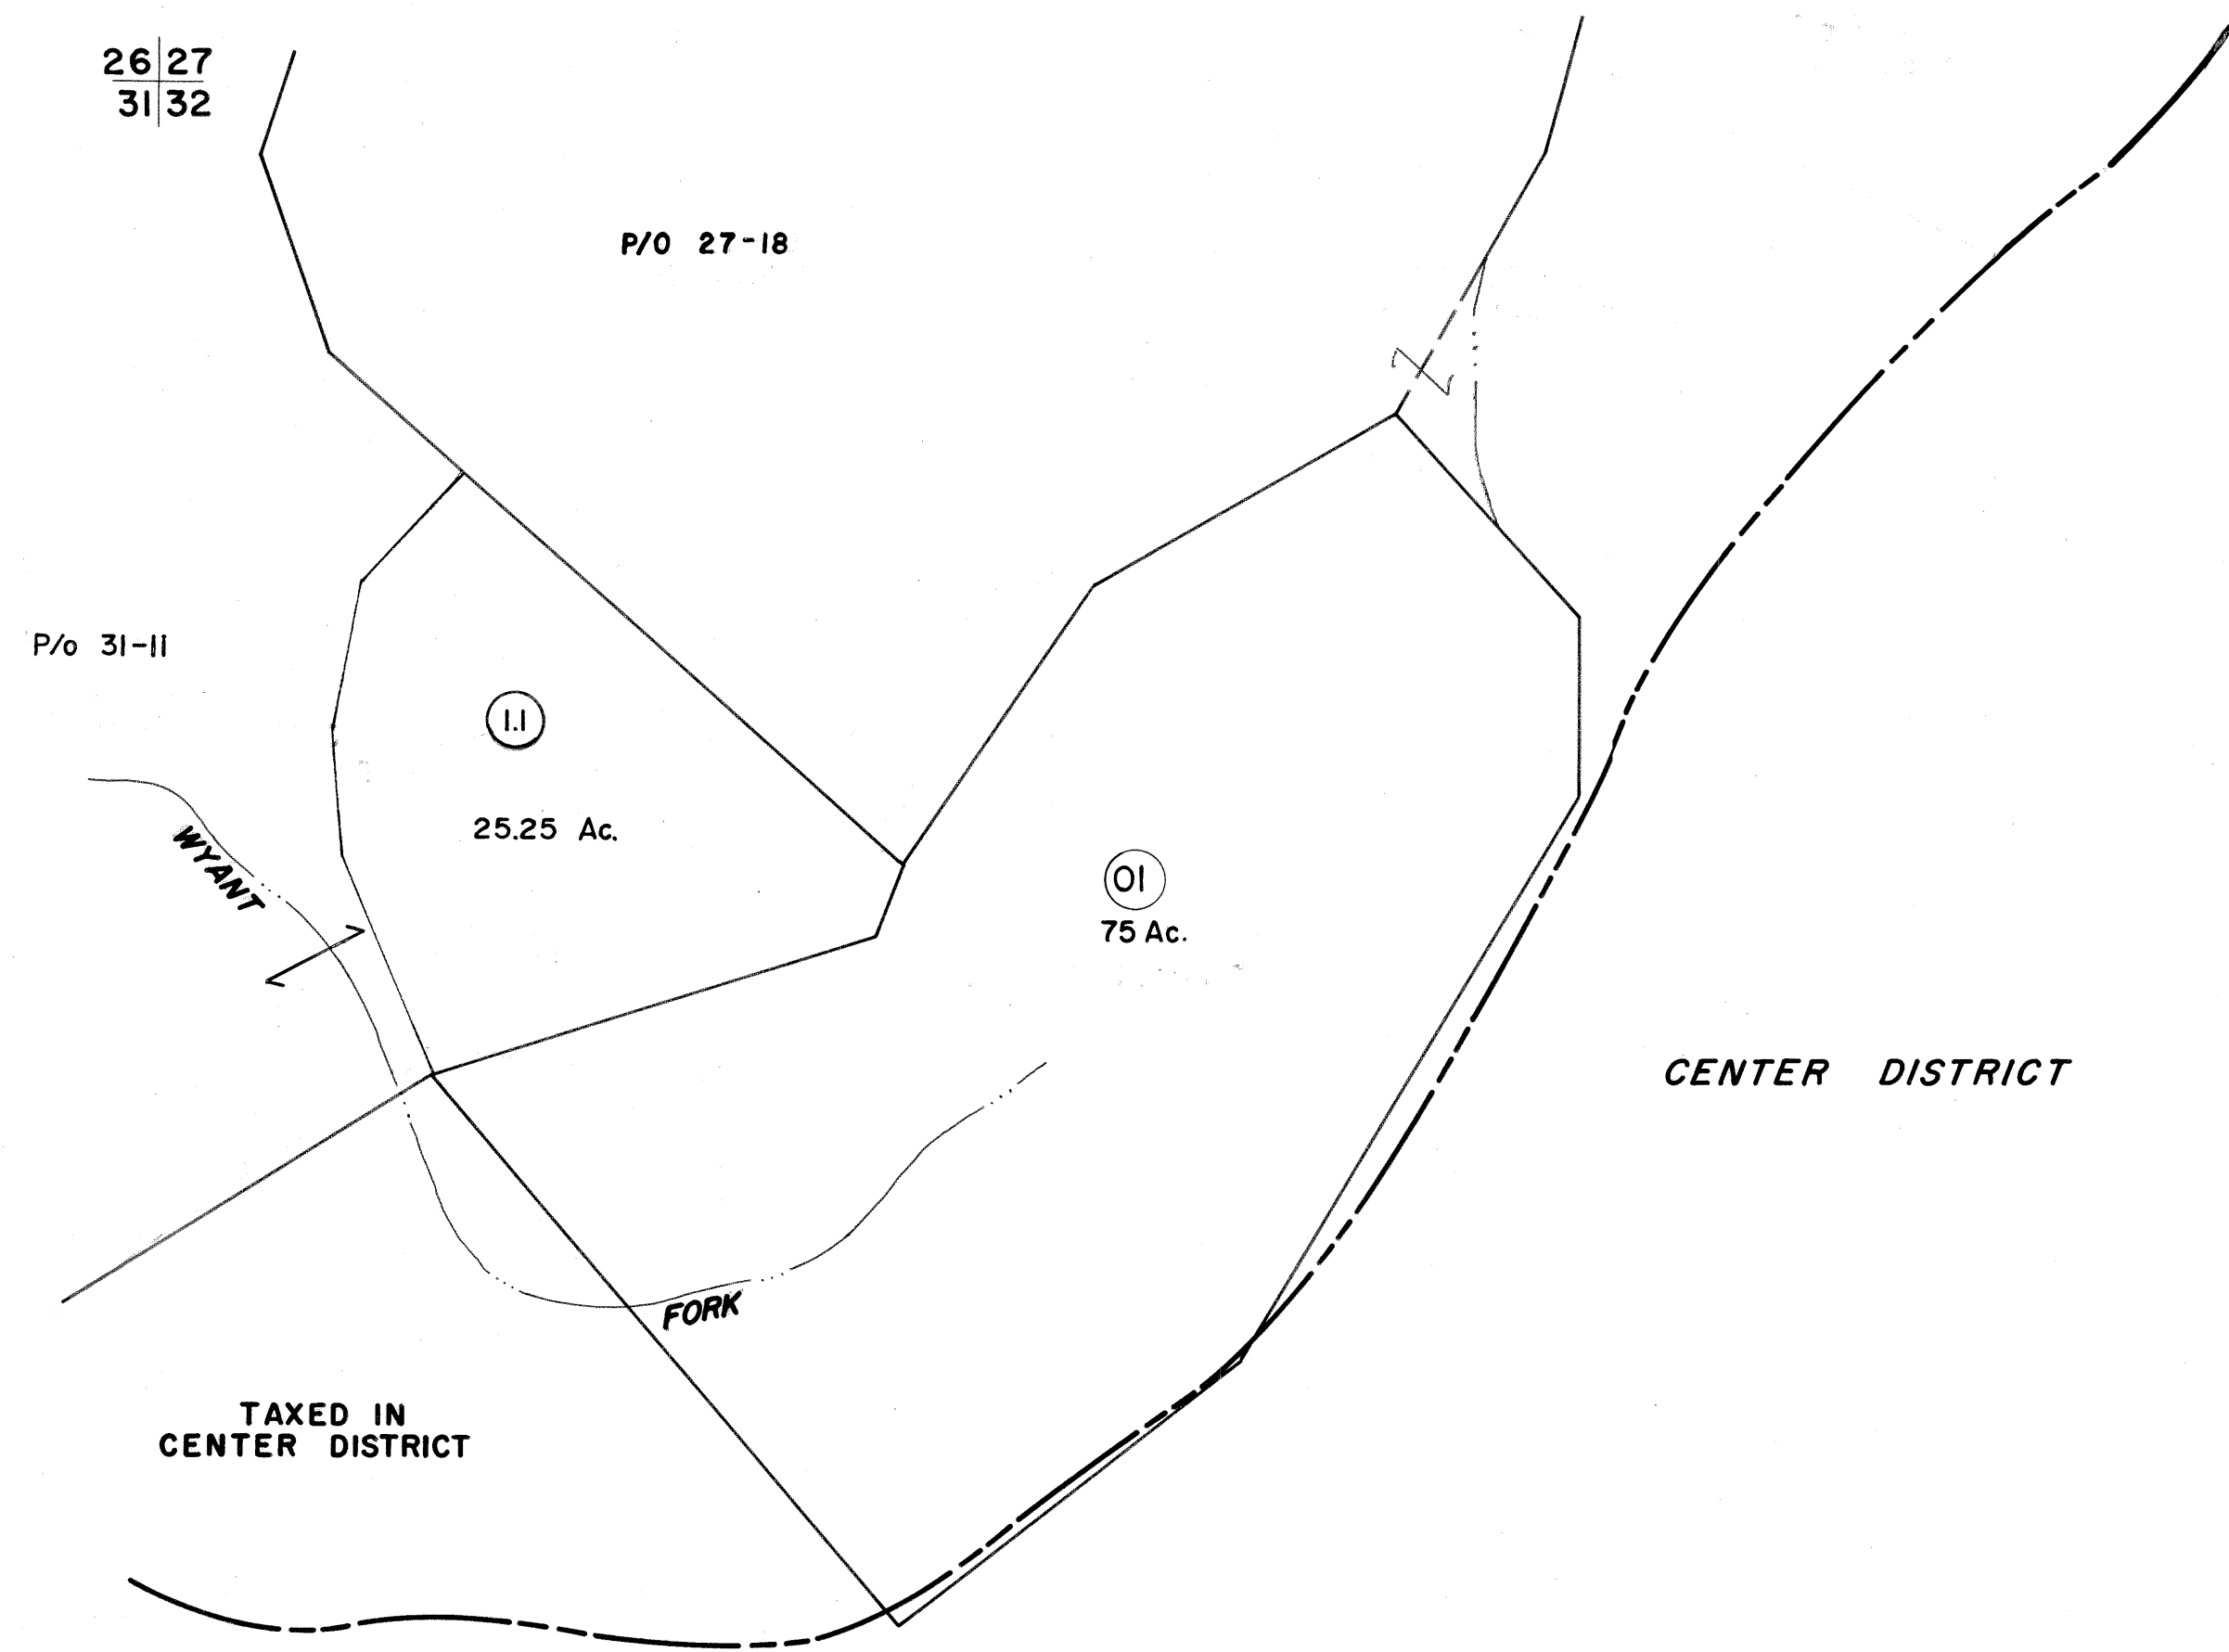 26 27
31 32
P/O 27-18
P/o 31-11
1.1
25.25 Ac.
WYANT
01
75 Ac.
CENTER DISTRICT
FORK
TAXED IN
CENTER DISTRICT